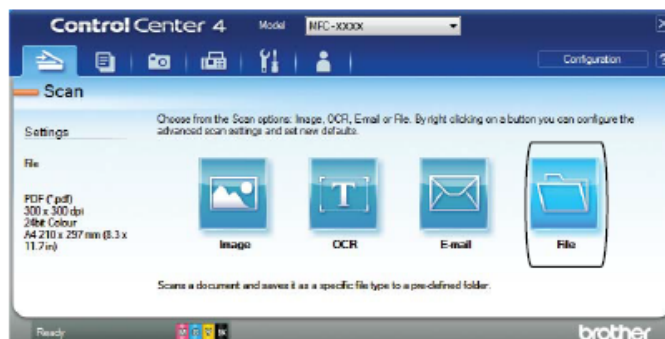 Control Center 4 Model MFC-XXXX
Configuration ?
Scan
Choose from the Scan options: Image, OCR, E-mail or File. By right clicking on a button you can configure the
advanced scan settings and set new defaults.
Settings
File
PDF (*.pdf)
300 x 300 dpi
24bit Colour
A4 210 x 297 mm (8.3 x
11.7 in)
T
Image OCR E-mail File
Scans a document and saves it as a specific file type to a pre-defined folder.
Ready BK brother